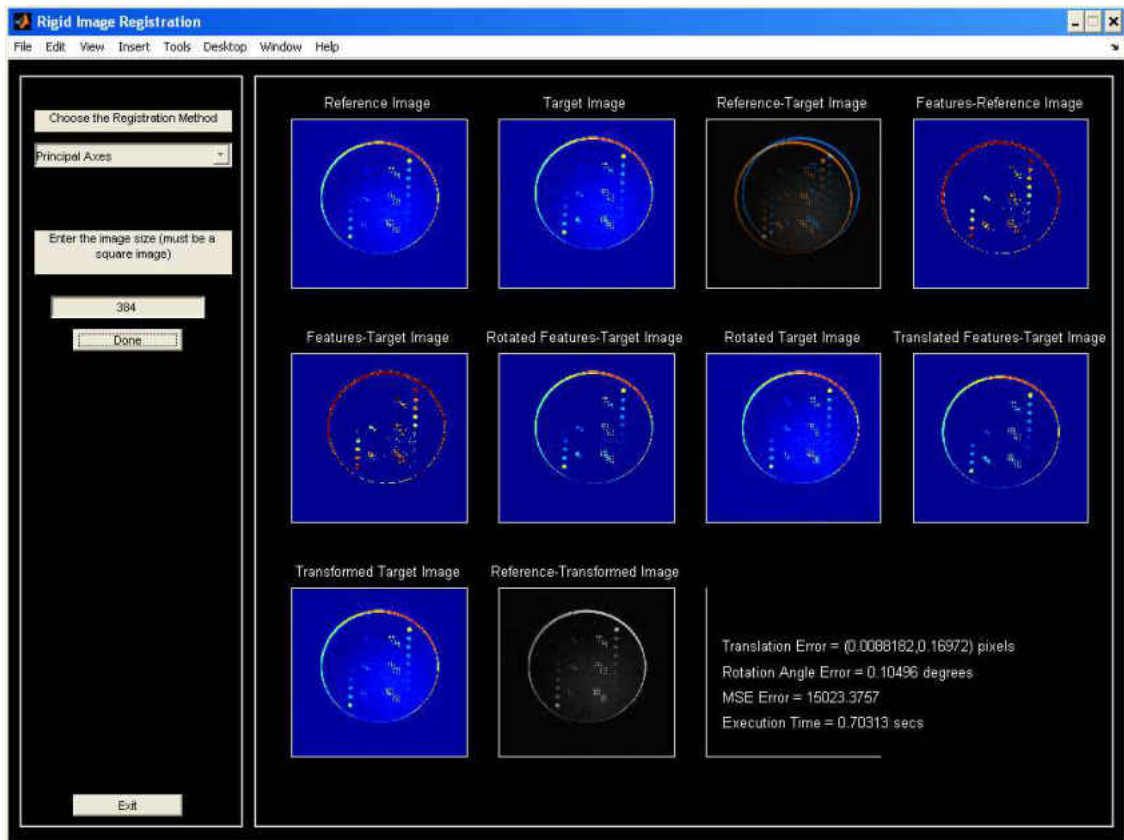 Rigid Image Registration
File Edit View Insert Tools Desktop Window Help
Choose the Registration Method
Principal Axes
Enter the image size (must be a
square image)
384
Done
Exit
Reference Image
Target Image
Reference-Target Image
Features-Reference Image
Features-Target Image
Rotated Features-Target Image
Rotated Target Image
Translated Features-Target Image
Transformed Target Image
Reference-Transformed Image
Translation Error = (0.0088182,0.16972) pixels
Rotation Angle Error = 0.10496 degrees
MSE Error = 15023.3757
Execution Time = 0.70313 secs